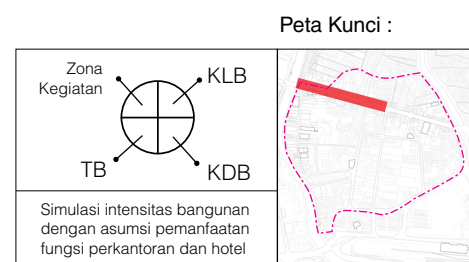 Peta Kunci :
Zona
Kegiatan
KLB
TB
KDB
Simulasi intensitas bangunan
dengan asumsi pemanfaatan
fungsi perkantoran dan hotel